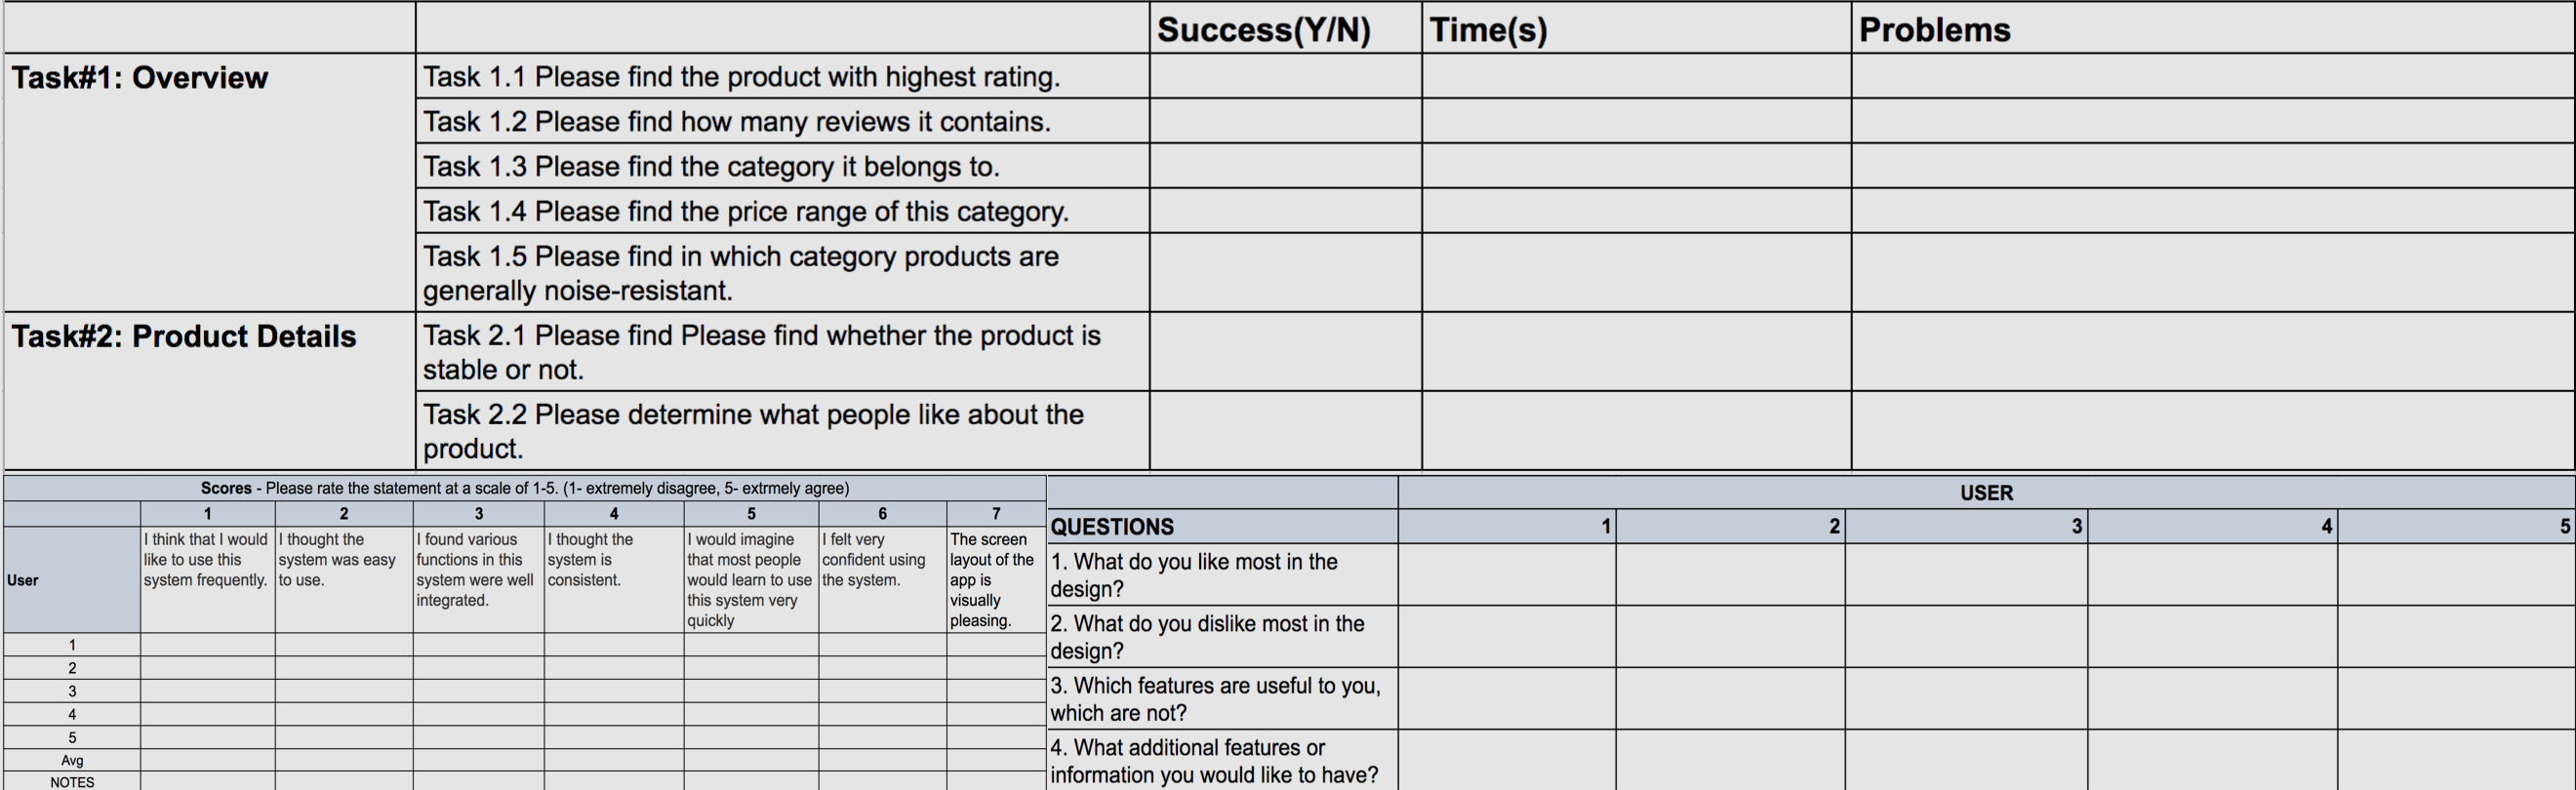 Success(Y/N) Time(s) Problems
Task#1: Overview
Task 1.1 Please find the product with highest rating.
Task 1.2 Please find how many reviews it contains.
Task 1.3 Please find the category it belongs to.
Task 1.4 Please find the price range of this category.
Task 1.5 Please find in which category products are
generally noise-resistant.
Task#2: Product Details
Task 2.1 Please find Please find whether the product is
stable or not.
Task 2.2 Please determine what people like about the
product.
Scores - Please rate the statement at a scale of 1-5. (1- extremely disagree, 5- extrmely agree)
1 2 3 4 5 6 7
User
I think that I would
like to use this
system frequently.
I thought the
system was easy
to use.
I found various
functions in this
system were well
integrated.
I thought the
system is
consistent.
I would imagine
that most people
would learn to use
this system very
quickly
I felt very
confident using
the system.
The screen
layout of the
app is
visually
pleasing.
1
2
3
4
5
Avg
NOTES
USER
QUESTIONS 1 2 3 4 5
1. What do you like most in the
design?
2. What do you dislike most in the
design?
3. Which features are useful to you,
which are not?
4. What additional features or
information you would like to have?